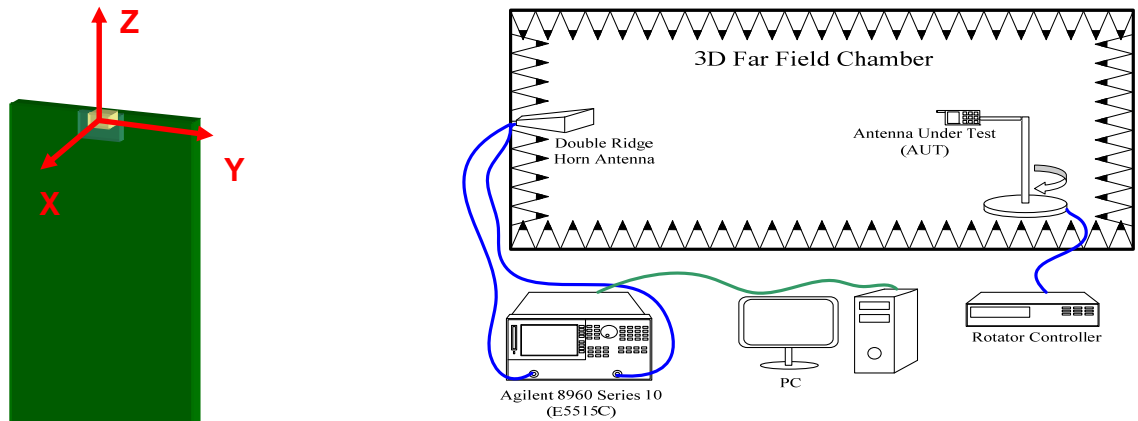 Z
Y
X
3D Far Field Chamber
Double Ridge
Horn Antenna
Antenna Under Test
(AUT)
Agilent 8960 Series 10
(E5515C)
PC
Rotator Controller